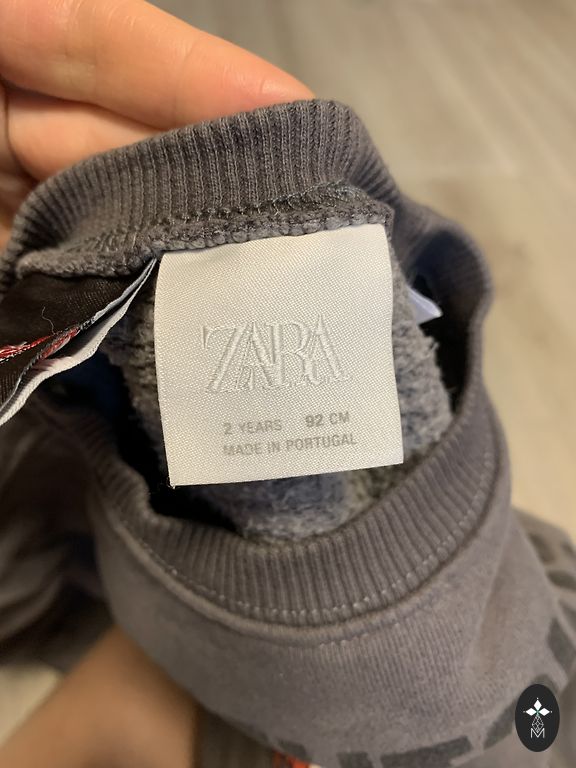 ZARA
2 YEARS 92 CM
MADE IN PORTUGAL
M